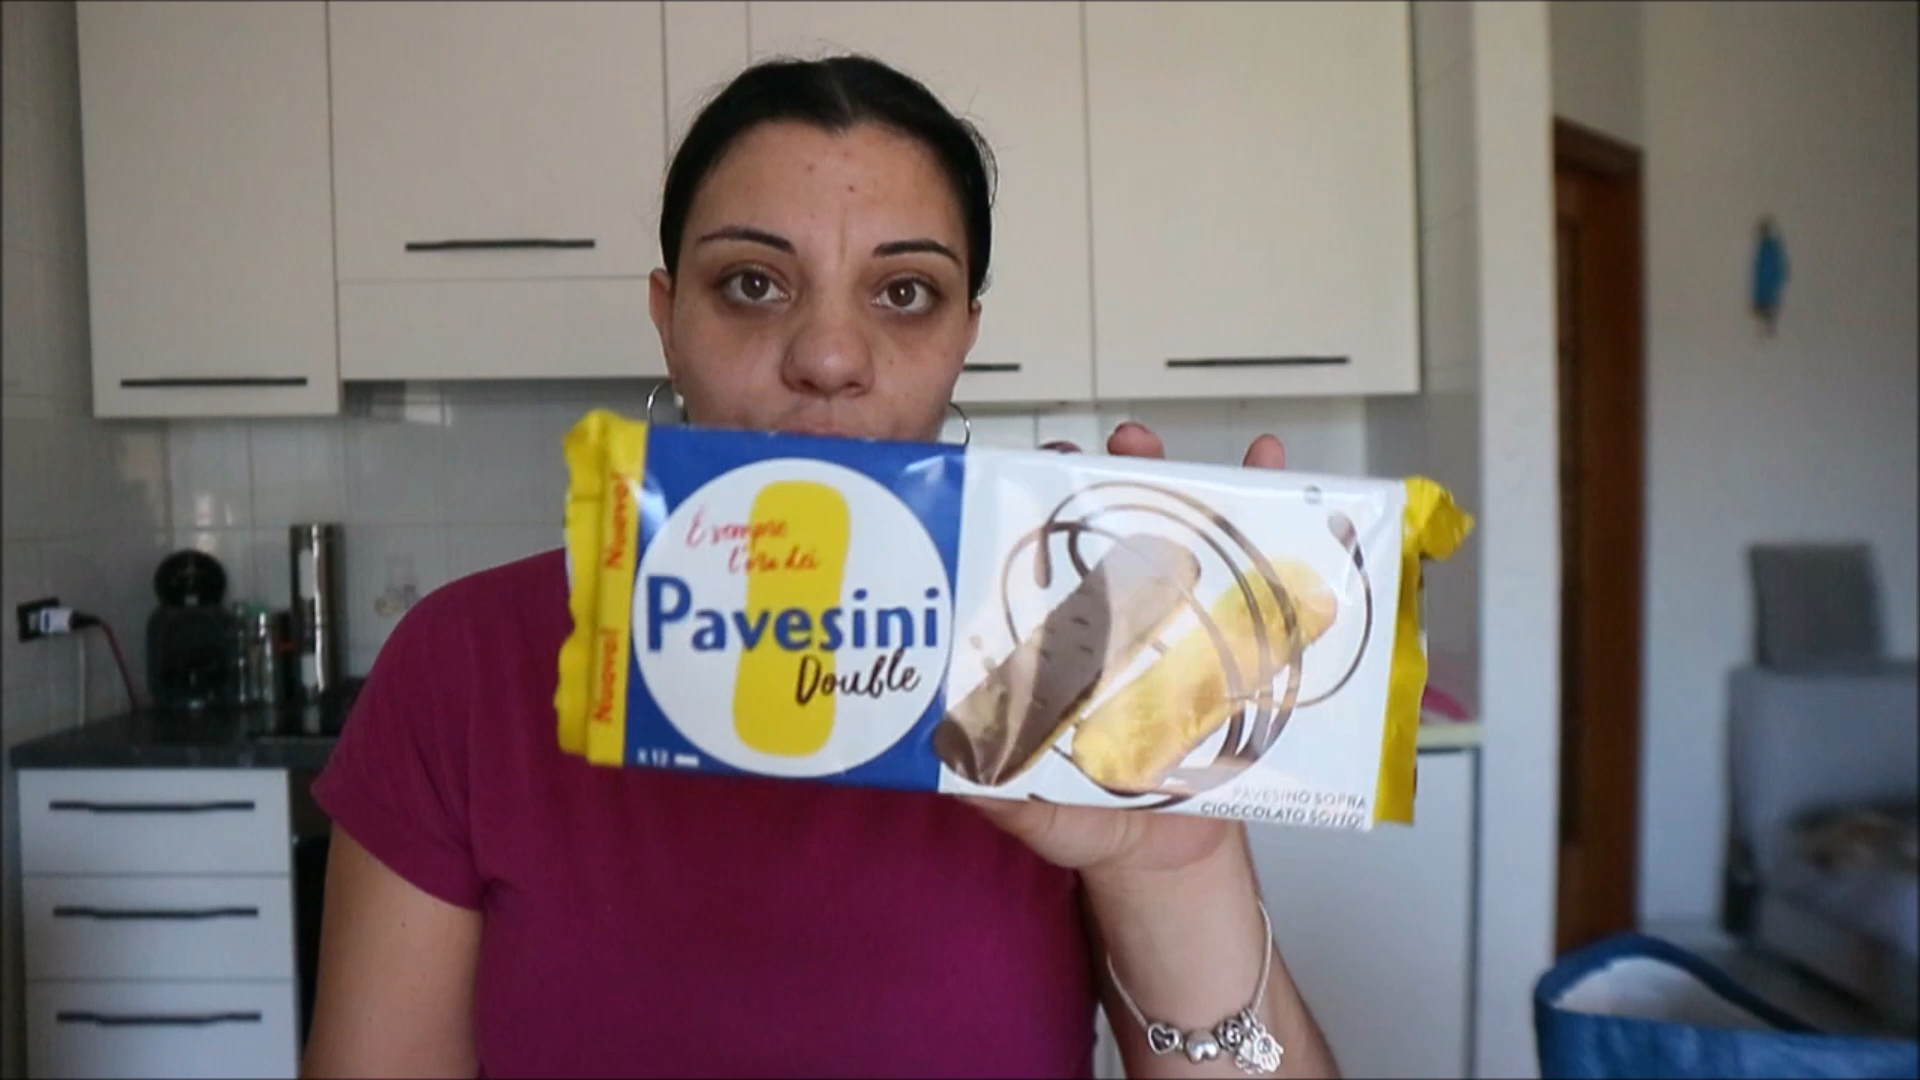 Nuovo!
Nuovo!
È sempre
l'ora dei
Pavesini
Double
x 12
PAVESINO SOPRA
CIOCCOLATO SOTTO!